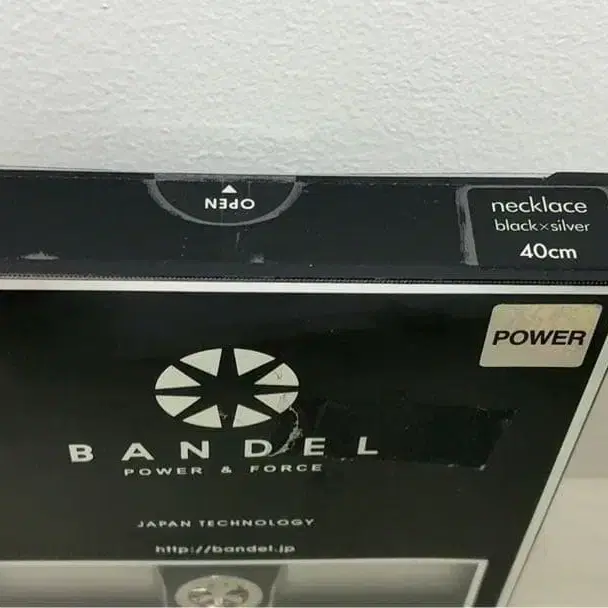 OPEN
necklace
black×silver
40cm
POWER
BANDEL
POWER & FORCE
JAPAN TECHNOLOGY
http://bandel.jp